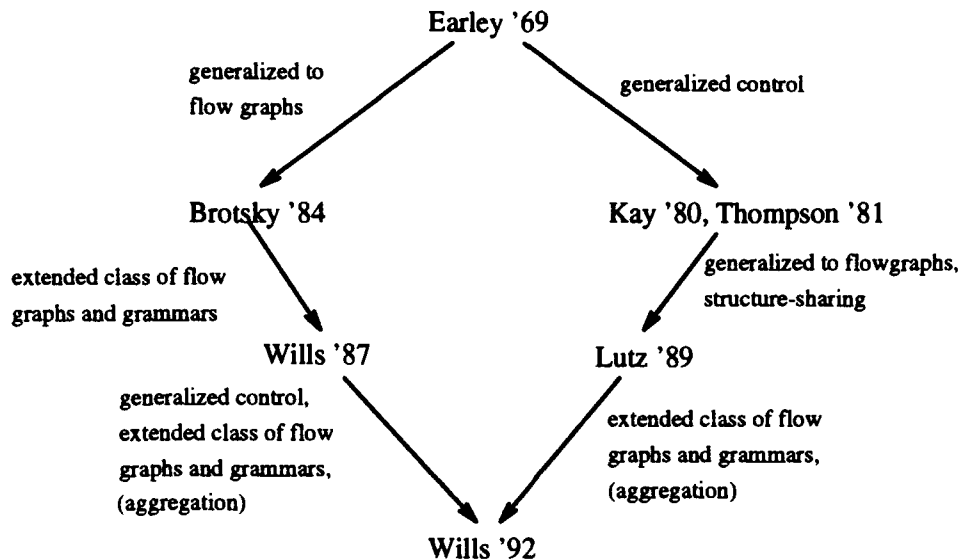 Earley '69
generalized to
flow graphs
generalized control
Brotsky '84
Kay '80, Thompson '81
extended class of flow
graphs and grammars
generalized to flowgraphs,
structure-sharing
Wills '87
Lutz '89
generalized control,
extended class of flow
graphs and grammars,
(aggregation)
extended class of flow
graphs and grammars,
(aggregation)
Wills '92